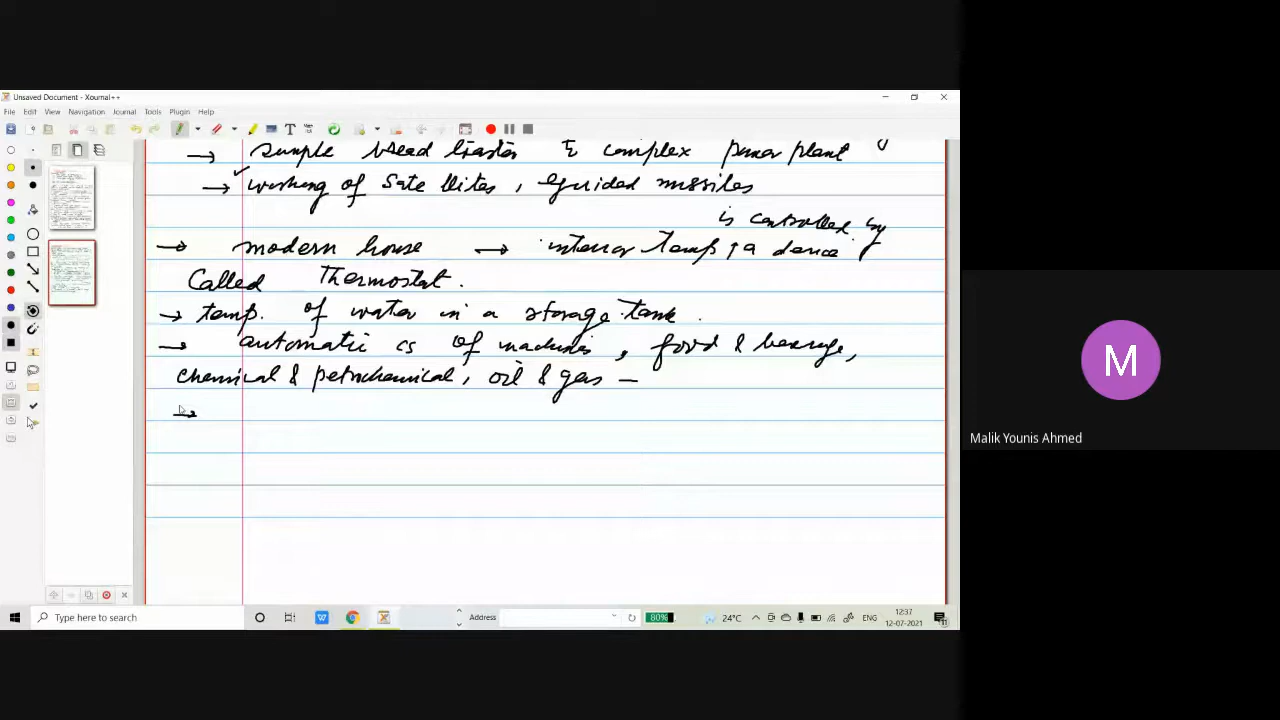 Unsaved Document - Xournal++
File Edit View Navigation Journal Tools Plugin Help
→ simple bread toaster & complex power plant
→ working of Satellites, guided missiles
is controlled by
→ modern house → interior temp a device
Called Thermostat.
→ temp. of water in a storage tank.
→ automatic cs of machines, food & bevrage,
chemical & petrochemical, oil & gas —
→
M
Malik Younis Ahmed
Type here to search
Address
80%
24°C
ENG
12:37
12-07-2021